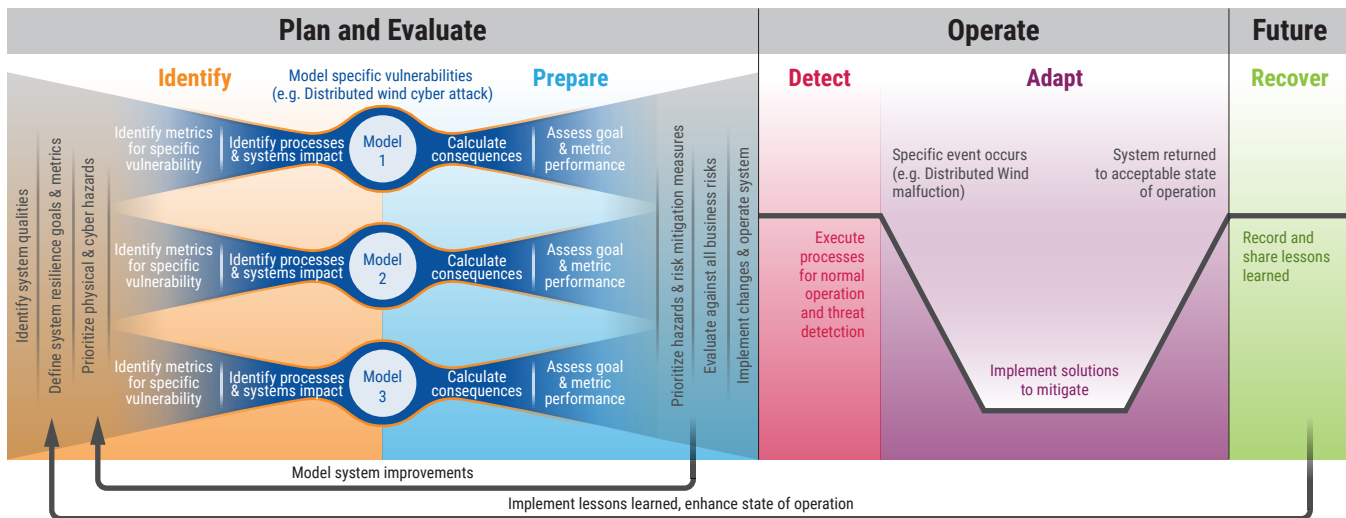 Plan and Evaluate
Operate
Future
Identify
Model specific vulnerabilities
(e.g. Distributed wind cyber attack)
Prepare
Detect
Adapt
Recover
Identify system qualities
Define system resilience goals & metrics
Prioritize physical & cyber hazards
Identify metrics
for specific
vulnerability
Identify processes
& systems impact
Model
1
Calculate
consequences
Assess goal
& metric
performance
Identify metrics
for specific
vulnerability
Identify processes
& systems impact
Model
2
Calculate
consequences
Assess goal
& metric
performance
Identify metrics
for specific
vulnerability
Identify processes
& systems impact
Model
3
Calculate
consequences
Assess goal
& metric
performance
Prioritize hazards & risk mitigation measures
Evaluate against all business risks
Implement changes & operate system
Execute
processes
for normal
operation
and threat
detetction
Specific event occurs
(e.g. Distributed Wind
malfuction)
System returned
to acceptable state
of operation
Implement solutions
to mitigate
Record and
share lessons
learned
Model system improvements
Implement lessons learned, enhance state of operation